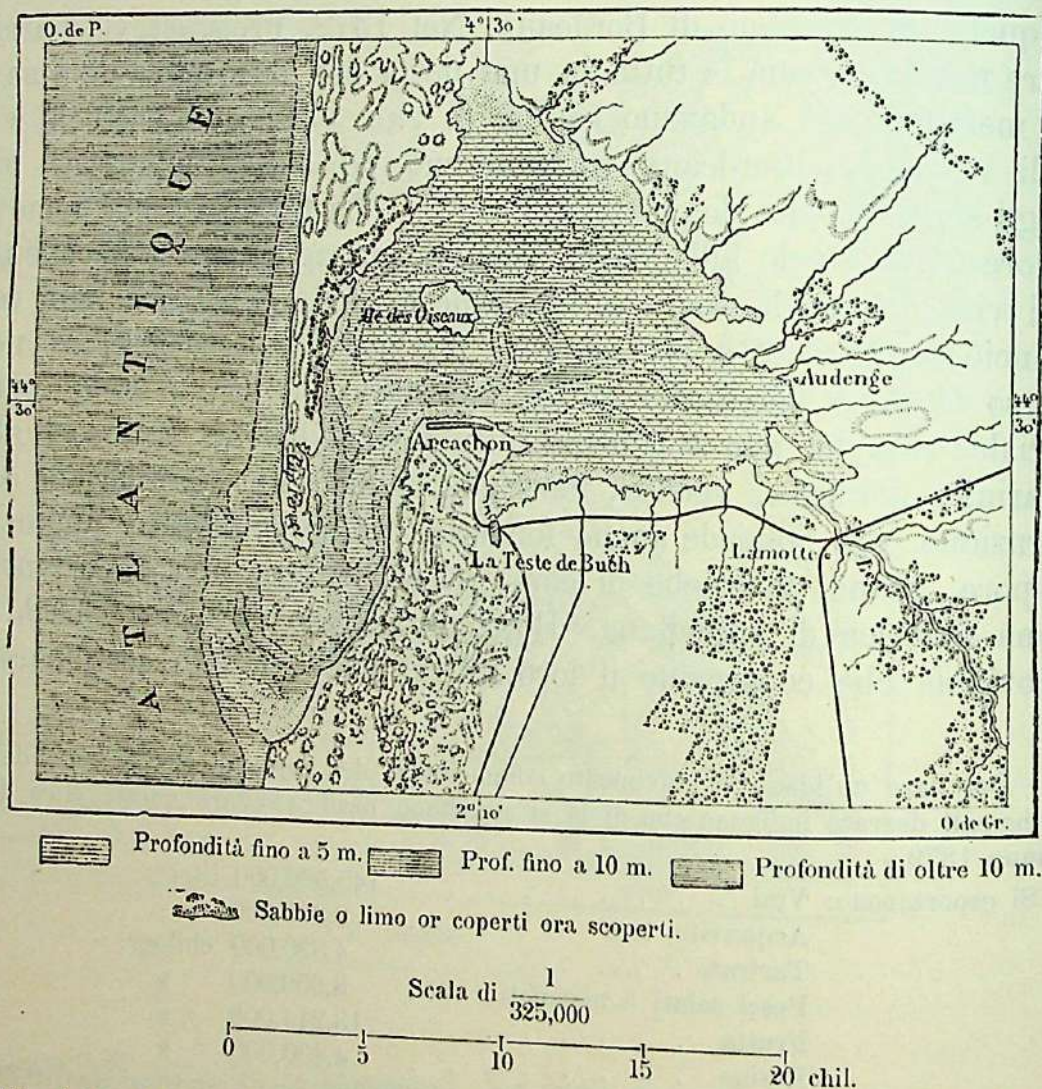 O. de P.
4° 30'
ATLANTIQUE
Ile des Oiseaux
44°
30'
Audenge
44°
30'
Arcachon
Cap Ferret
La Teste de Buch
Lamotte
2° 10'
O. de Gr.
Profondità fino a 5 m. Prof. fino a 10 m. Profondità di oltre 10 m.
Sabbie o limo or coperti ora scoperti.
Scala di 1
325,000
0 5 10 15 20 chil.